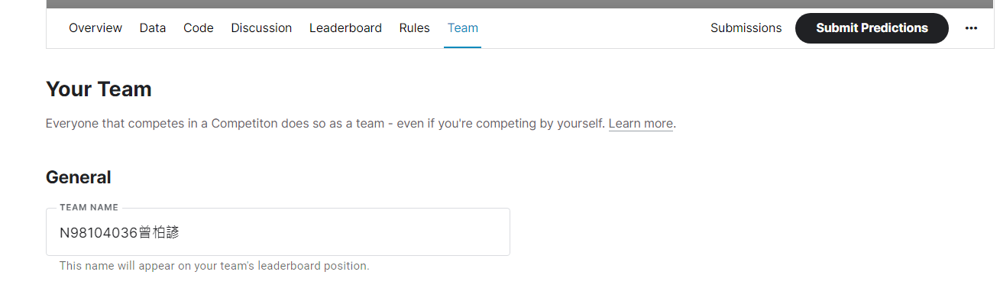 Overview Data Code Discussion Leaderboard Rules Team Submissions Submit Predictions
Your Team
Everyone that competes in a Competiton does so as a team - even if you're competing by yourself. Learn more.
General
TEAM NAME
N98104036曾柏諺
This name will appear on your team's leaderboard position.